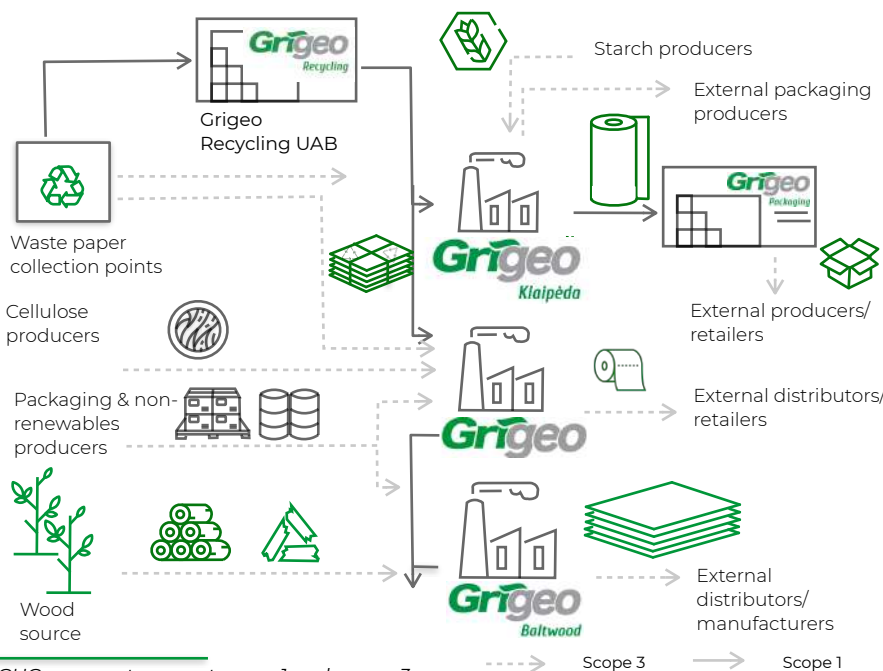 Grigeo
Recycling
Grigeo
Recycling UAB
Starch producers
External packaging
producers
Grigeo
Packaging
Waste paper
collection points
Grigeo
Klaipėda
Cellulose
producers
External producers/
retailers
Packaging & non-
renewables
producers
External distributors/
retailers
Grigeo
Wood
source
Grigeo
Baltwood
External
distributors/
manufacturers
Scope 3
Scope 1